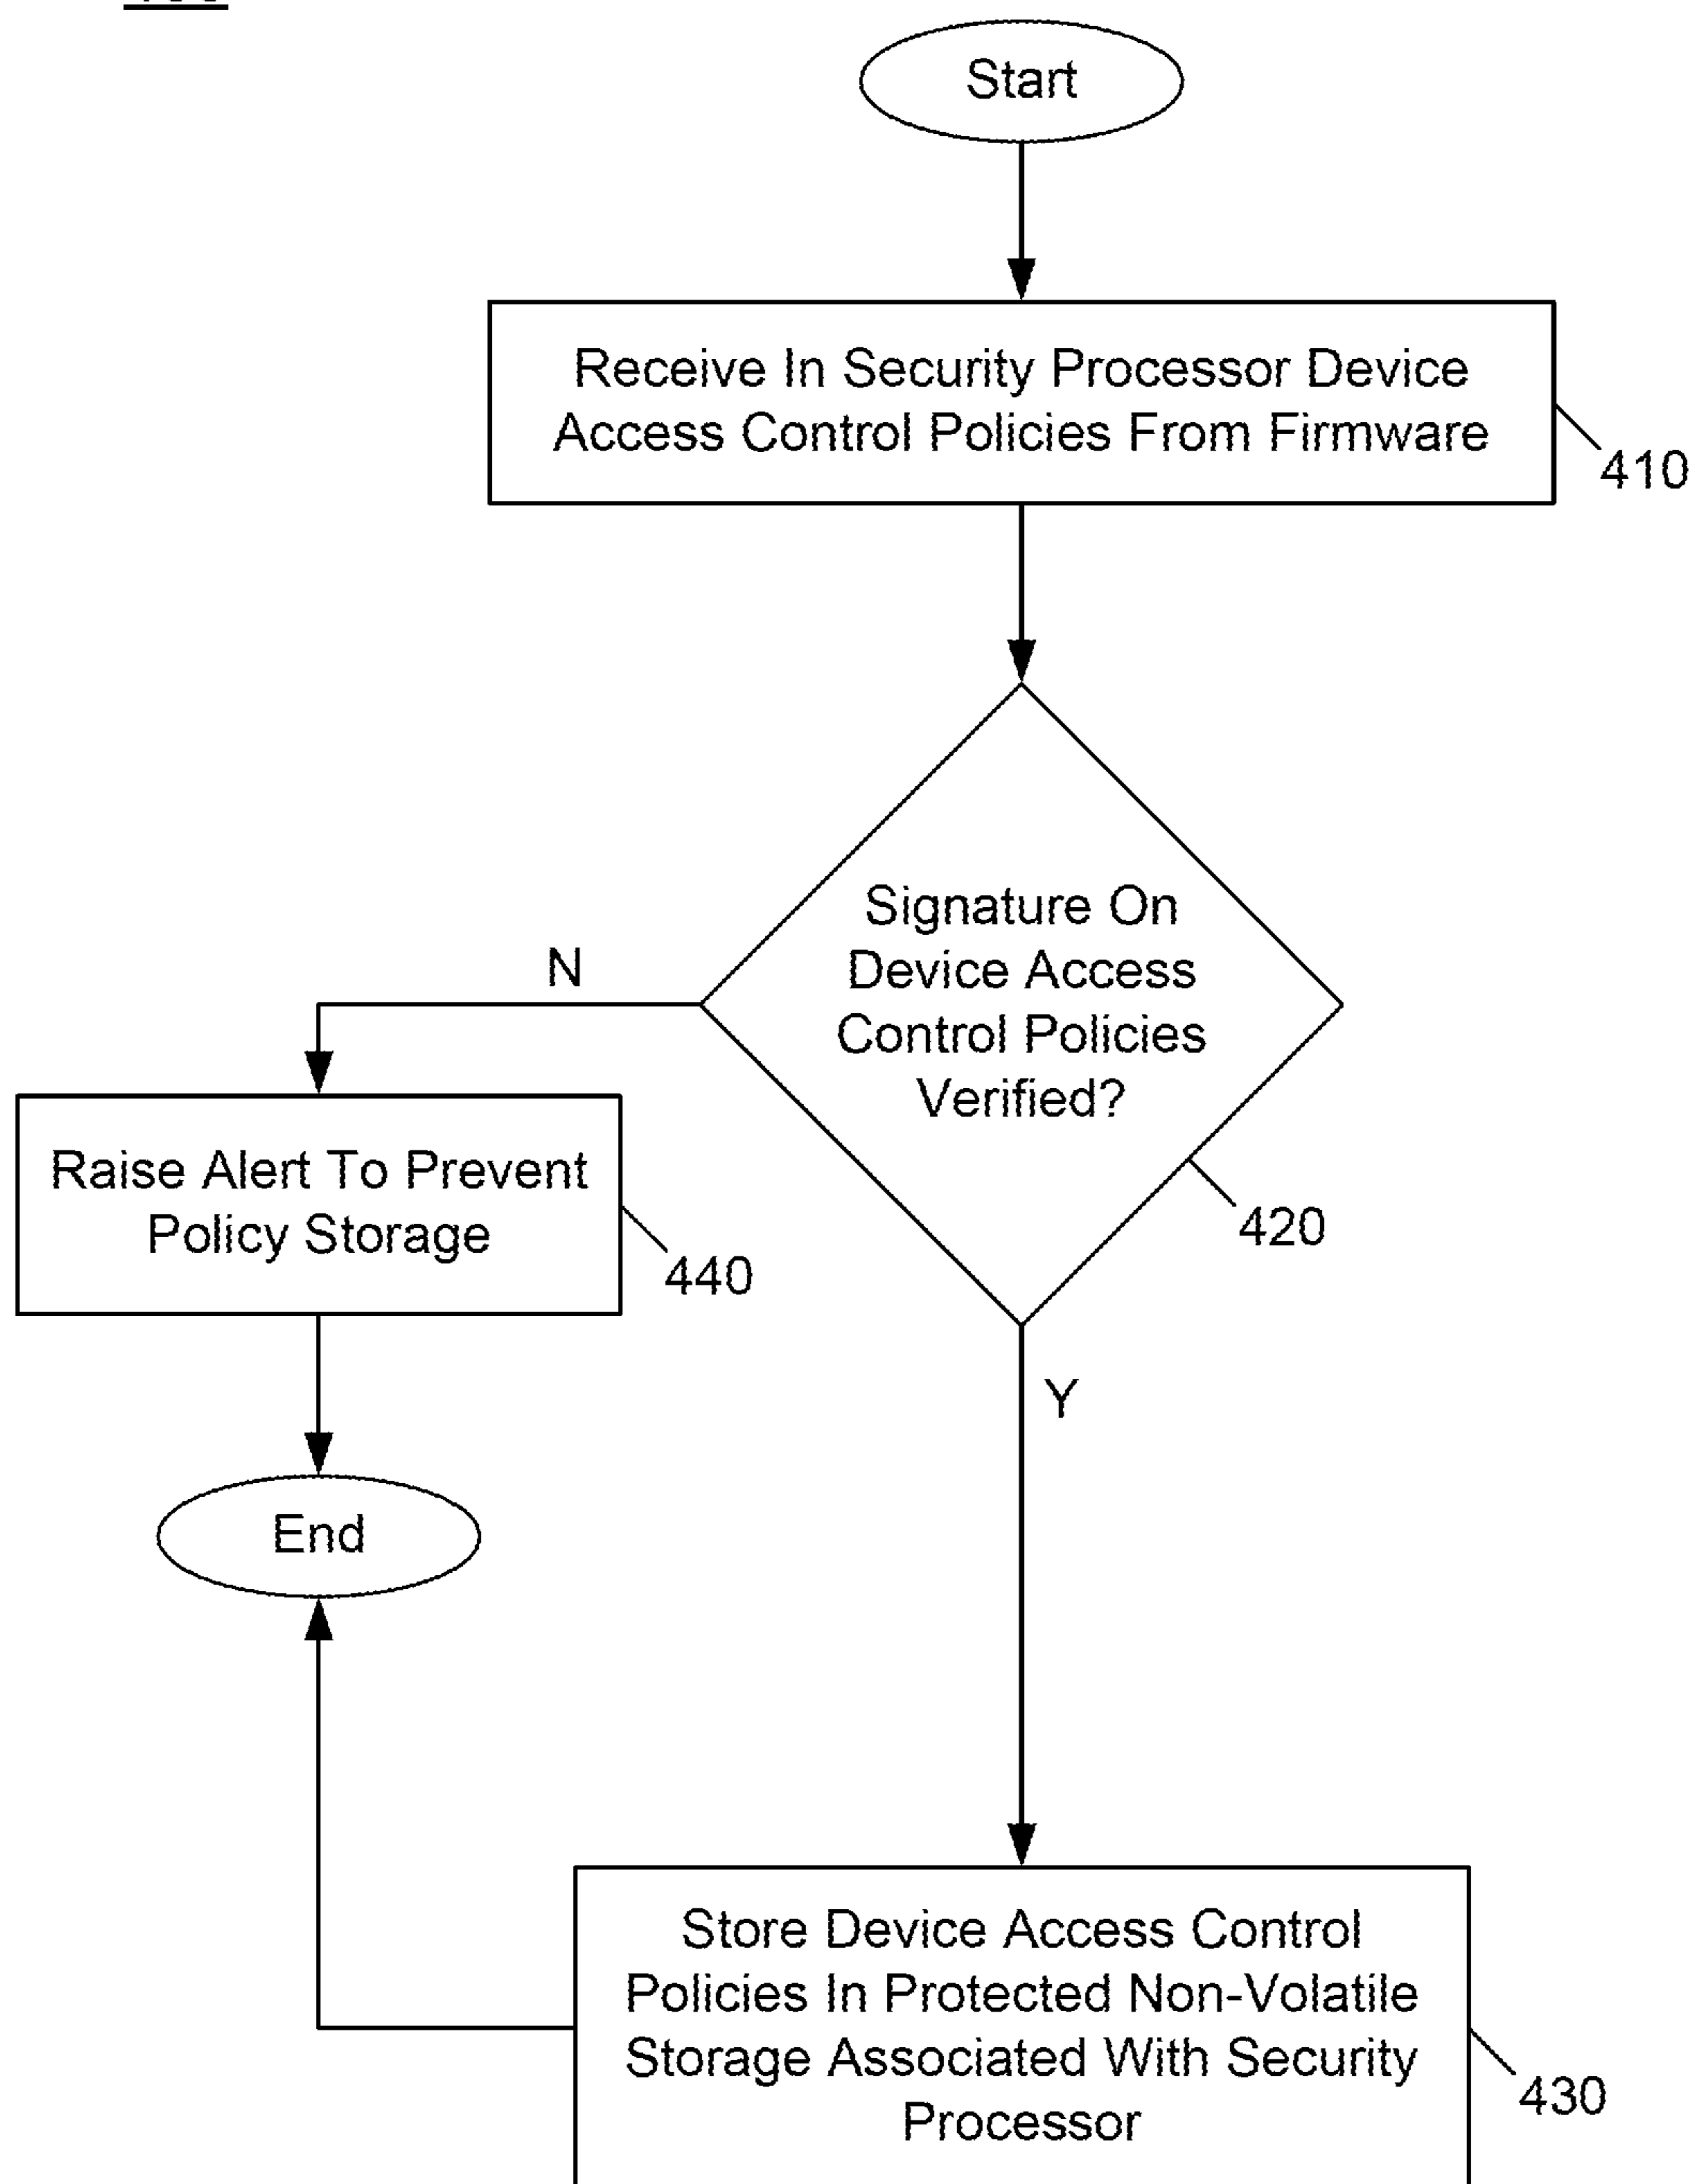 Start
Receive In Security Processor Device
Access Control Policies From Firmware
410
Signature On
Device Access
Control Policies
Verified?
420
N
Raise Alert To Prevent
Policy Storage
440
Y
End
Store Device Access Control
Policies In Protected Non-Volatile
Storage Associated With Security
Processor
430